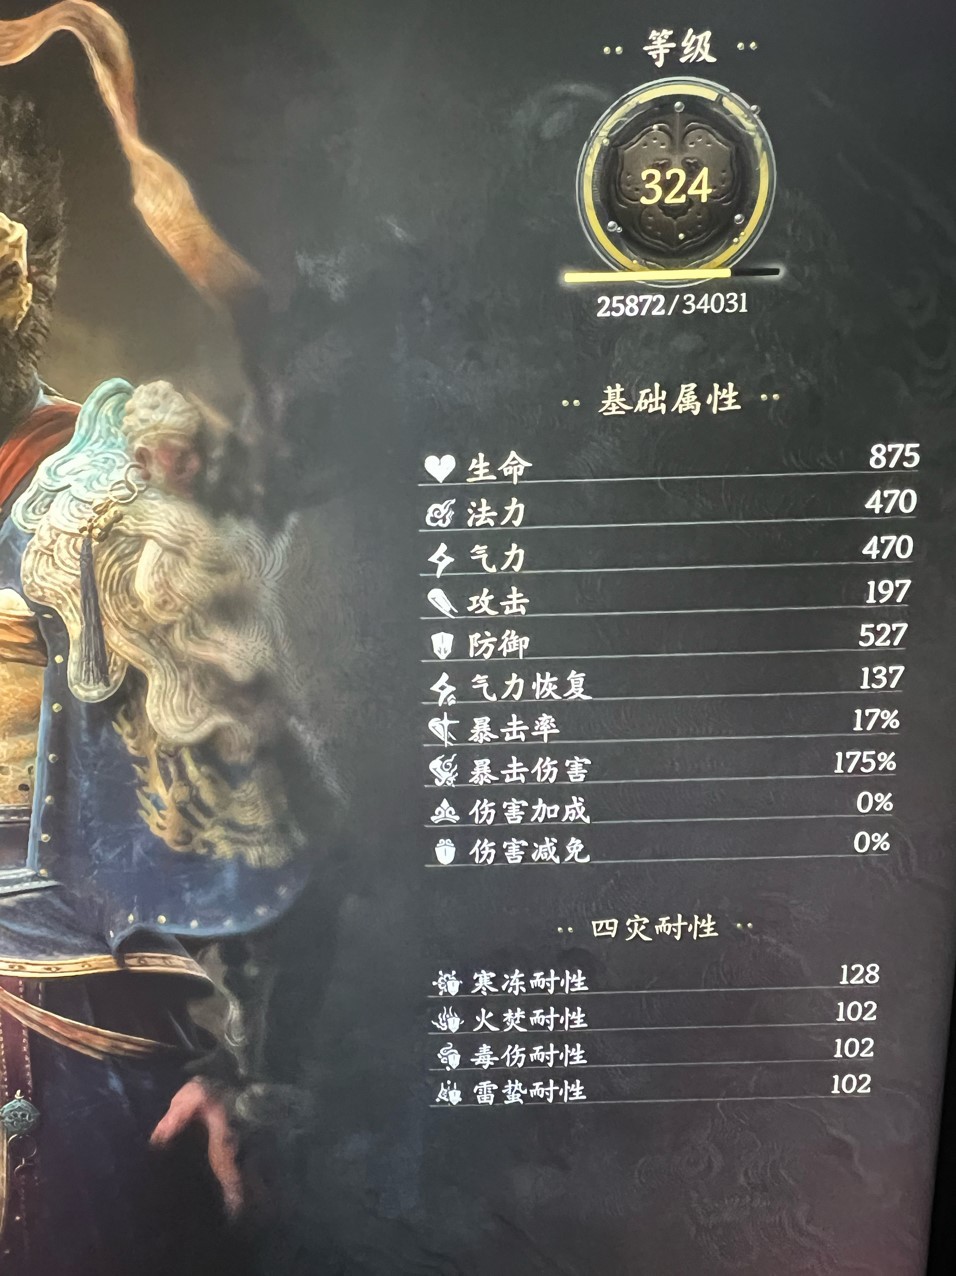 等级
324
25872/34031
基础属性
生命 875
法力 470
气力 470
攻击 197
防御 527
气力恢复 137
暴击率 17%
暴击伤害 175%
伤害加成 0%
伤害减免 0%
四灾耐性
寒冻耐性 128
火焚耐性 102
毒伤耐性 102
雷蛰耐性 102